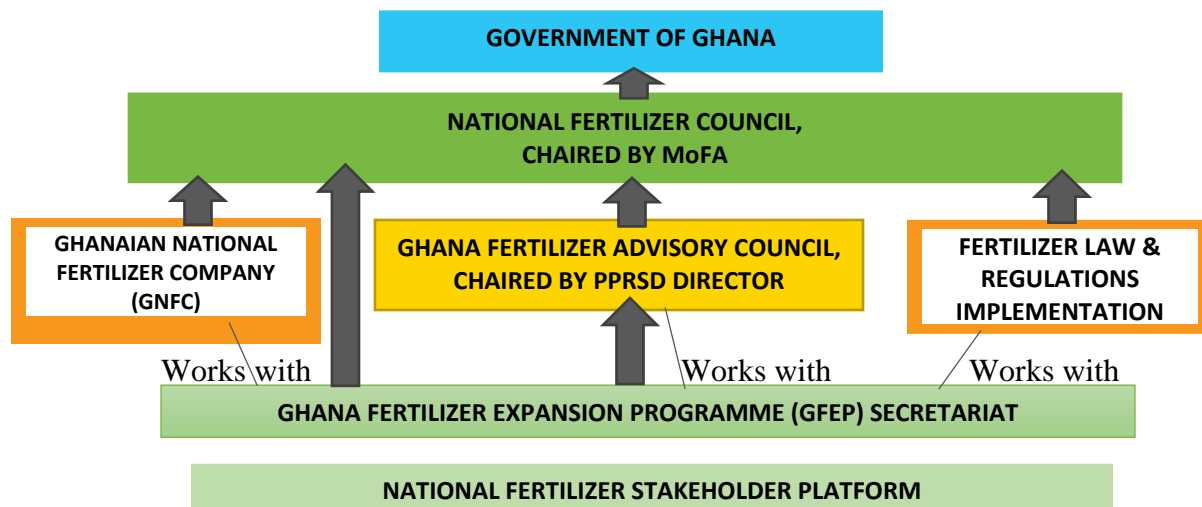 GOVERNMENT OF GHANA
NATIONAL FERTILIZER COUNCIL,
CHAIRED BY MoFA
GHANAIAN NATIONAL
FERTILIZER COMPANY
(GNFC)
GHANA FERTILIZER ADVISORY COUNCIL,
CHAIRED BY PPRSD DIRECTOR
FERTILIZER LAW &
REGULATIONS
IMPLEMENTATION
Works with
Works with
Works with
GHANA FERTILIZER EXPANSION PROGRAMME (GFEP) SECRETARIAT
NATIONAL FERTILIZER STAKEHOLDER PLATFORM